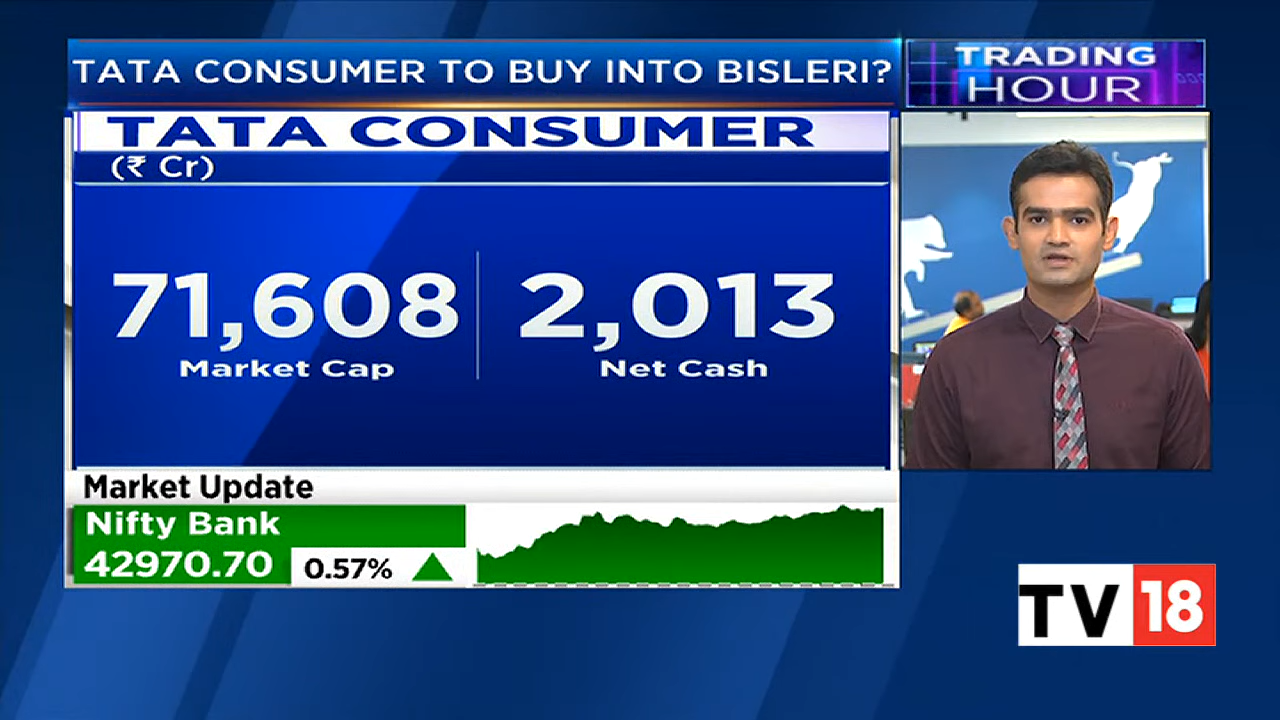 TATA CONSUMER TO BUY INTO BISLERI?
TRADING
HOUR
TATA CONSUMER
(₹ Cr)
71,608
Market Cap
2,013
Net Cash
Market Update
Nifty Bank
42970.70
0.57%
TV18